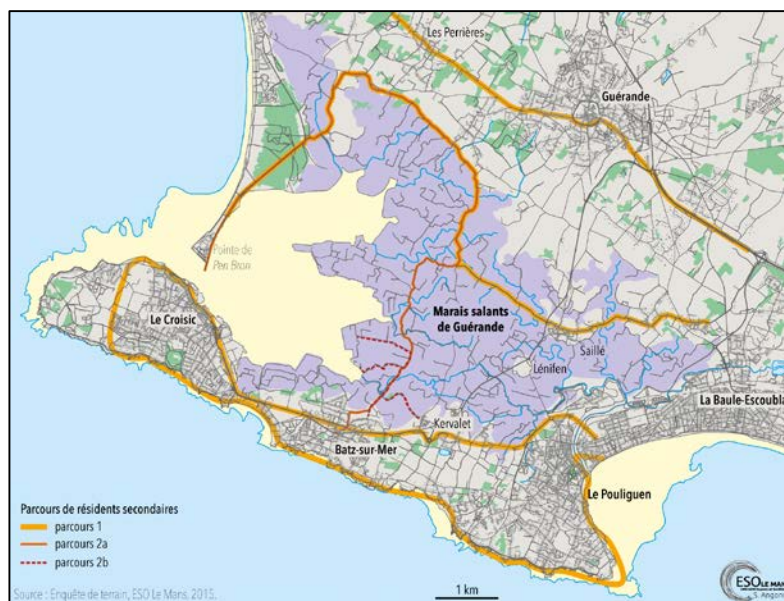 Les Perrières
Guérande
Pointe de
Pen Bron
Le Croisic
Marais salants
de Guérande
Saillé
Lénifen
La Baule-Escoubla
Kervalet
Batz-sur-Mer
Le Pouliguen
Parcours de résidents secondaires
parcours 1
parcours 2a
parcours 2b
Source : Enquête de terrain, ESO Le Mans, 2015.
1 km
ESO LE MANS